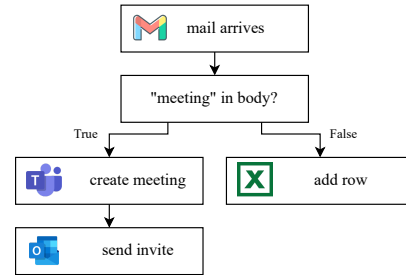 mail arrives
"meeting" in body?
True
False
T
create meeting
X
add row
O
send invite